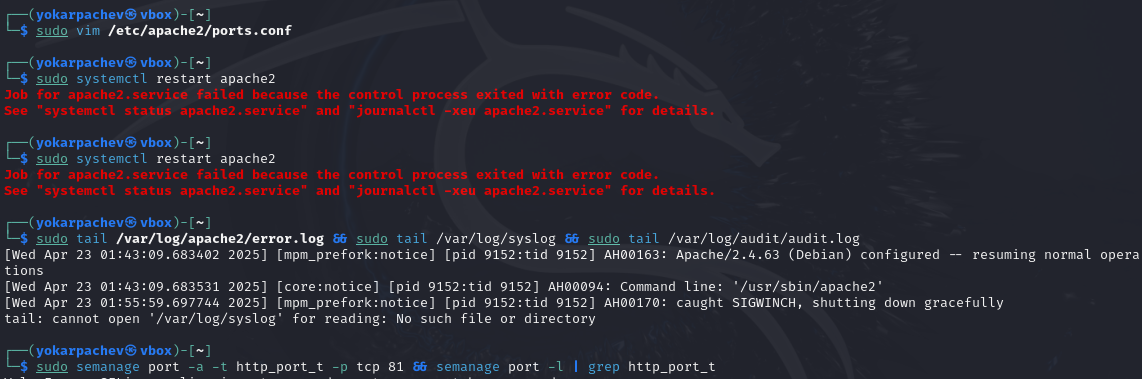 ┌──(yokarpachev㉿vbox)-[~]
└─$ sudo vim /etc/apache2/ports.conf
┌──(yokarpachev㉿vbox)-[~]
└─$ sudo systemctl restart apache2
Job for apache2.service failed because the control process exited with error code.
See "systemctl status apache2.service" and "journalctl -xeu apache2.service" for details.
┌──(yokarpachev㉿vbox)-[~]
└─$ sudo systemctl restart apache2
Job for apache2.service failed because the control process exited with error code.
See "systemctl status apache2.service" and "journalctl -xeu apache2.service" for details.
┌──(yokarpachev㉿vbox)-[~]
└─$ sudo tail /var/log/apache2/error.log && sudo tail /var/log/syslog && sudo tail /var/log/audit/audit.log
[Wed Apr 23 01:43:09.683402 2025] [mpm_prefork:notice] [pid 9152:tid 9152] AH00163: Apache/2.4.63 (Debian) configured -- resuming normal opera
tions
[Wed Apr 23 01:43:09.683531 2025] [core:notice] [pid 9152:tid 9152] AH00094: Command line: '/usr/sbin/apache2'
[Wed Apr 23 01:55:59.697744 2025] [mpm_prefork:notice] [pid 9152:tid 9152] AH00170: caught SIGWINCH, shutting down gracefully
tail: cannot open '/var/log/syslog' for reading: No such file or directory
┌──(yokarpachev㉿vbox)-[~]
└─$ sudo semanage port -a -t http_port_t -p tcp 81 && semanage port -l | grep http_port_t